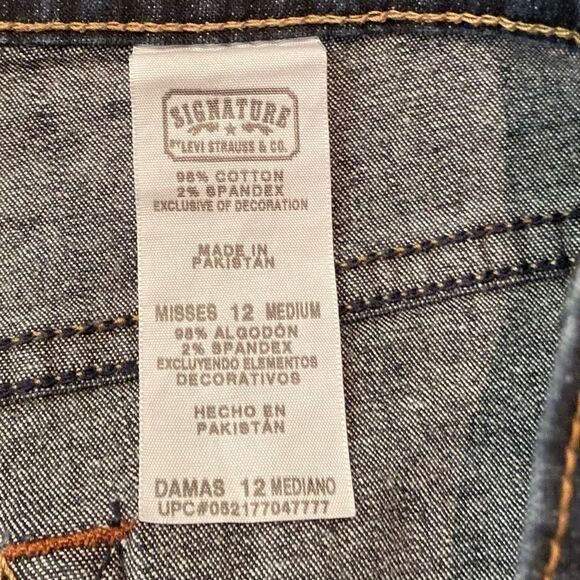 SIGNATURE
BY LEVI STRAUSS & CO.
98% COTTON
2% SPANDEX
EXCLUSIVE OF DECORATION
MADE IN
PAKISTAN
MISSES 12 MEDIUM
98% ALGODÓN
2% SPANDEX
EXCLUYENDO ELEMENTOS
DECORATIVOS
HECHO EN
PAKISTÁN
DAMAS 12 MEDIANO
UPC#052177047777